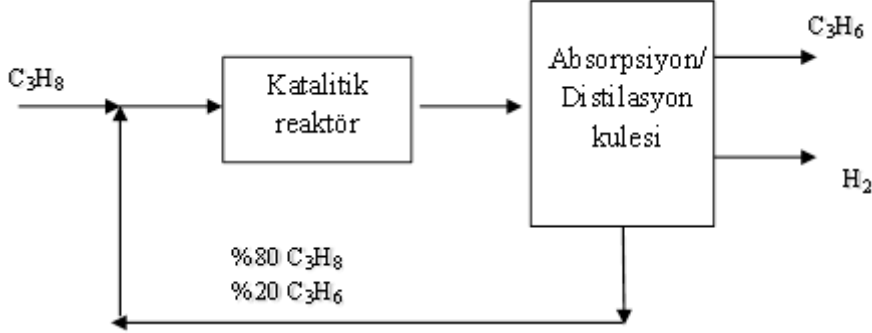 C₃H₈
Katalitik
reaktör
Absorpsiyon/
Distilasyon
kulesi
C₃H₆
H₂
%80 C₃H₈
%20 C₃H₆